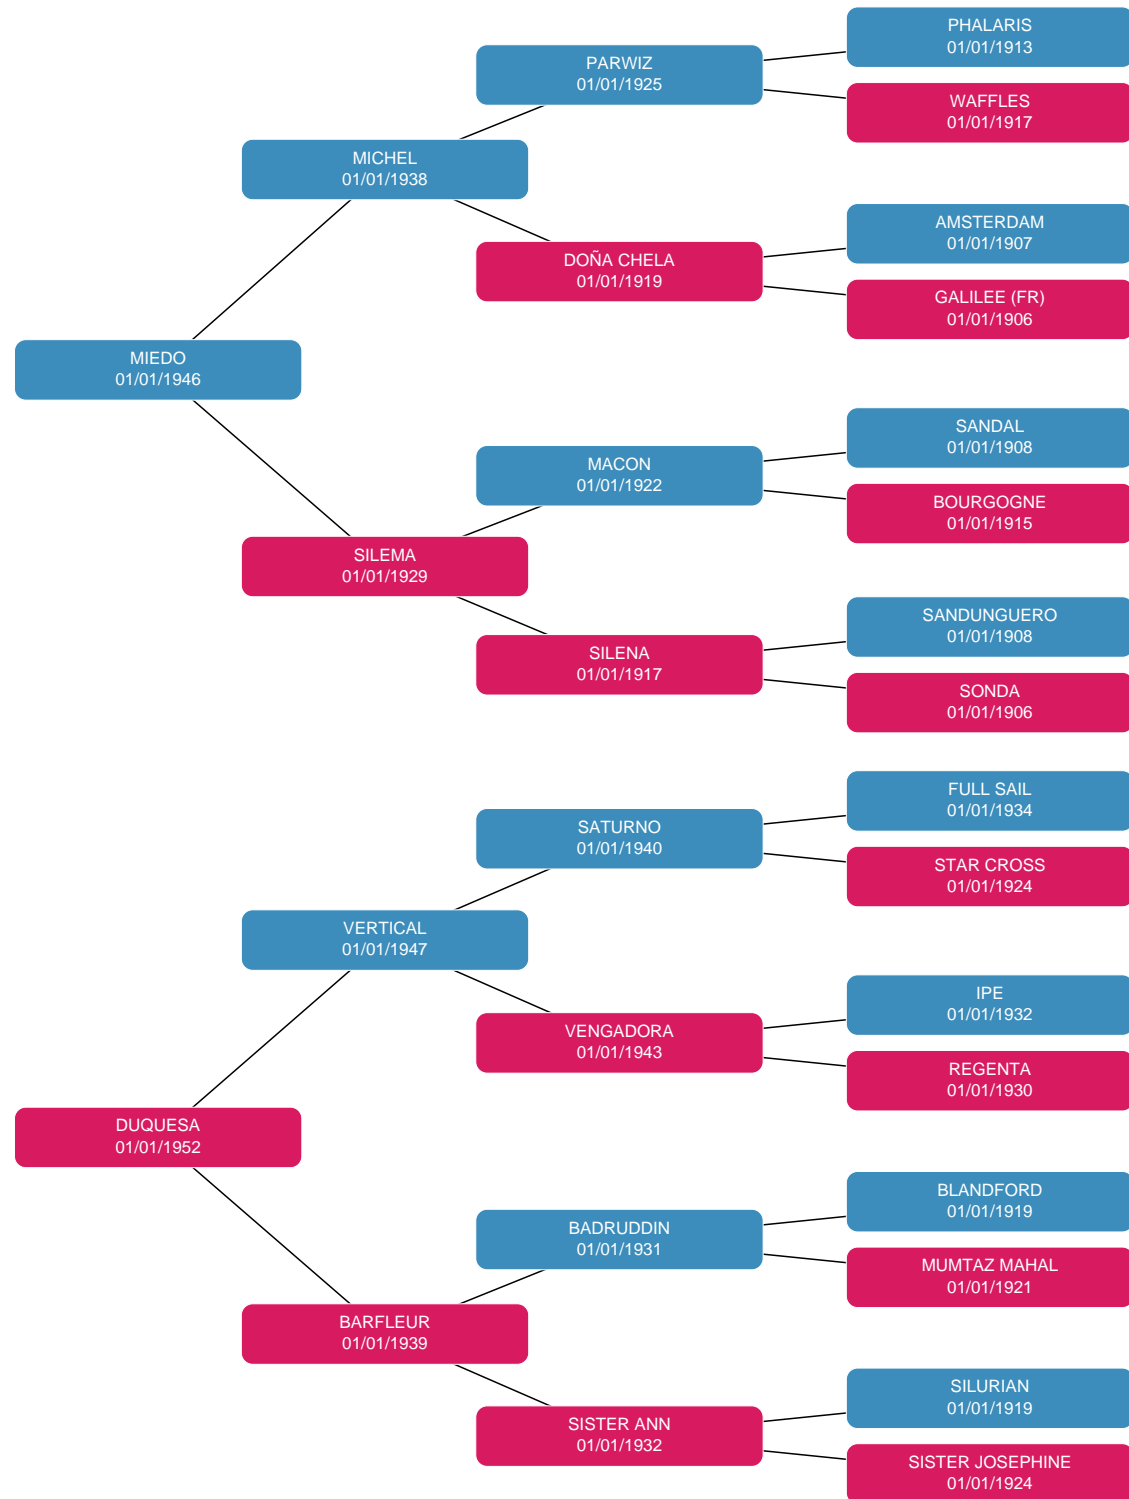 PHALARIS
01/01/1913
PARWIZ
01/01/1925
WAFFLES
01/01/1917
MICHEL
01/01/1938
AMSTERDAM
01/01/1907
DOÑA CHELA
01/01/1919
GALILEE (FR)
01/01/1906
MIEDO
01/01/1946
SANDAL
01/01/1908
MACON
01/01/1922
BOURGOGNE
01/01/1915
SILEMA
01/01/1929
SANDUNGUERO
01/01/1908
SILENA
01/01/1917
SONDA
01/01/1906
FULL SAIL
01/01/1934
SATURNO
01/01/1940
STAR CROSS
01/01/1924
VERTICAL
01/01/1947
IPE
01/01/1932
VENGADORA
01/01/1943
REGENTA
01/01/1930
DUQUESA
01/01/1952
BLANDFORD
01/01/1919
BADRUDDIN
01/01/1931
MUMTAZ MAHAL
01/01/1921
BARFLEUR
01/01/1939
SILURIAN
01/01/1919
SISTER ANN
01/01/1932
SISTER JOSEPHINE
01/01/1924